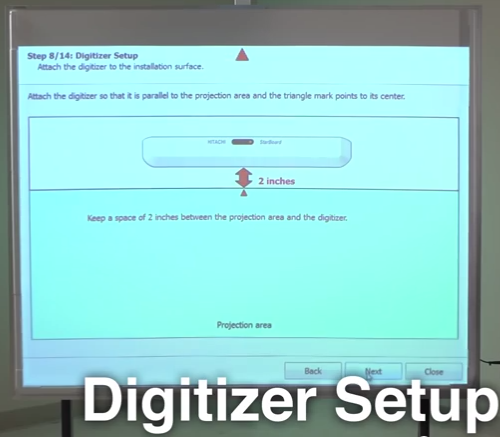 Step 8/14: Digitizer Setup
Attach the digitizer to the installation surface.
Attach the digitizer so that it is parallel to the projection area and the triangle mark points to its center.
HITACHI StarBoard
2 inches
Keep a space of 2 inches between the projection area and the digitizer.
Projection area
Back Next Close
Digitizer Setup